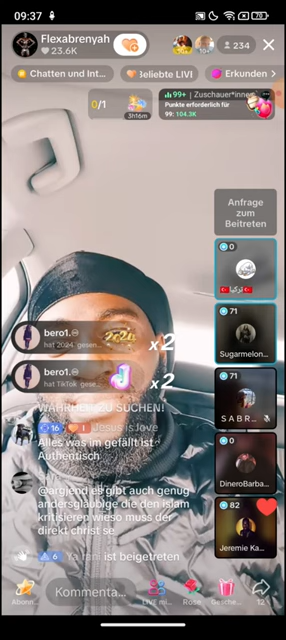 09:37
70
Flexabrenyah
23.6K
234
Chatten und Int...
Beliebte LIVE
Erkunden
0/1
3h16m
99+ | Zuschauer*innen
Punkte erforderlich für
99: 104.3K
Anfrage
zum
Beitreten
0
71
Sugarmelon...
71
S A B R...
0
DineroBarba...
82
Jeremie Ka...
bero1.
hat 2024 gesen...
x2
bero1.
hat TikTok gese...
x2
WAHRHEIT ZU SUCHEN!
16
1
Jesus is love
Alles was im gefällt ist
Authentisch
@argjend es gibt auch genug
andersgläubige die den islam
kritisieren wieso muss der
direkt christ se
6
ist beigetreten
Abonn...
Kommenta...
LIVE mi...
Rose
Gesche...
12